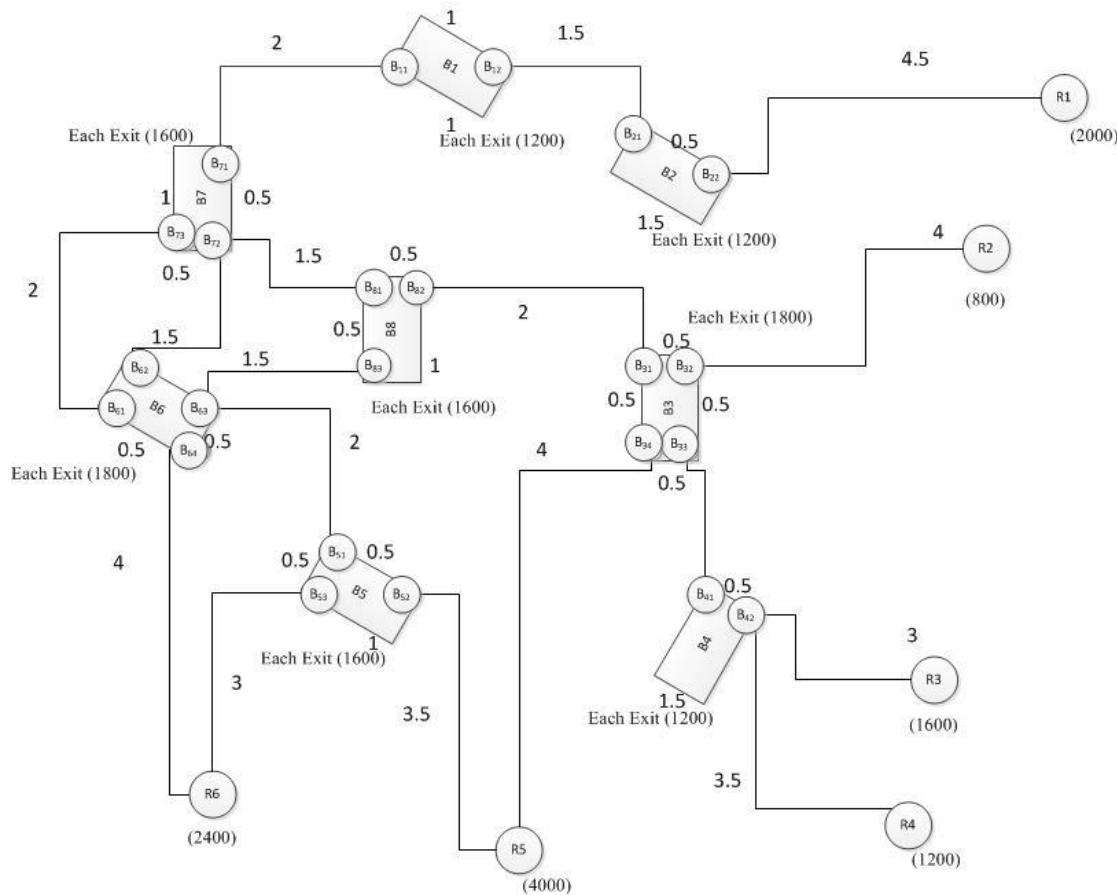 1
2
1.5
4.5
B11
B1
B12
R1
(2000)
1
Each Exit (1200)
Each Exit (1600)
B71
B21
0.5
B2
B22
1.5
Each Exit (1200)
1
B7
0.5
B73
B72
0.5
2
1.5
0.5
4
R2
(800)
B81
B82
B8
0.5
1
Each Exit (1600)
2
Each Exit (1800)
0.5
B31
B32
0.5
B3
0.5
B34
B33
0.5
1.5
1.5
B62
B6
B61
B63
0.5
0.5
B64
Each Exit (1800)
2
4
4
B51
0.5
0.5
B53
B5
B52
1
Each Exit (1600)
3
3.5
B41
0.5
B42
B4
1.5
Each Exit (1200)
3
R3
(1600)
3.5
R4
(1200)
R6
(2400)
R5
(4000)